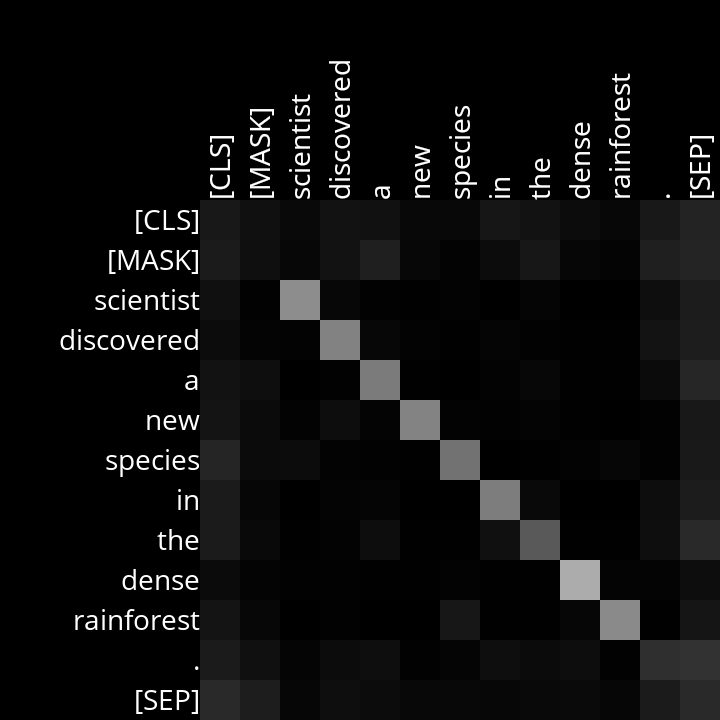 [CLS] [MASK] scientist discovered a new species in the dense rainforest . [SEP]
[CLS]
[MASK]
scientist
discovered
a
new
species
in
the
dense
rainforest
.
[SEP]